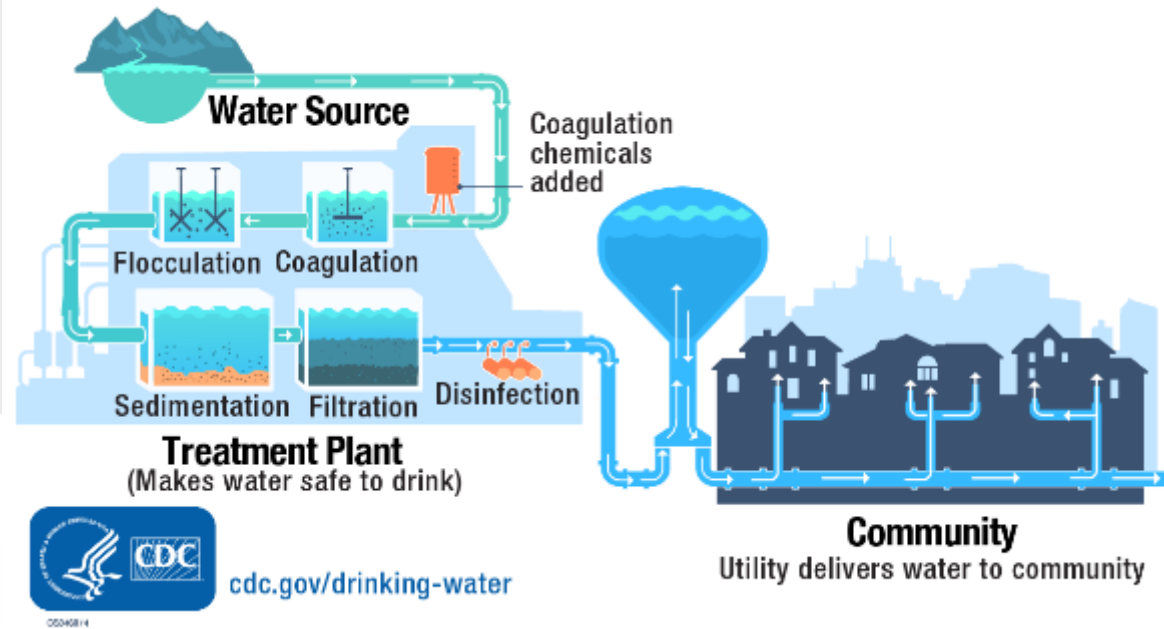 Water Source
Coagulation
chemicals
added
Flocculation
Coagulation
Sedimentation
Filtration
Disinfection
Treatment Plant
(Makes water safe to drink)
Community
Utility delivers water to community
CDC
cdc.gov/drinking-water